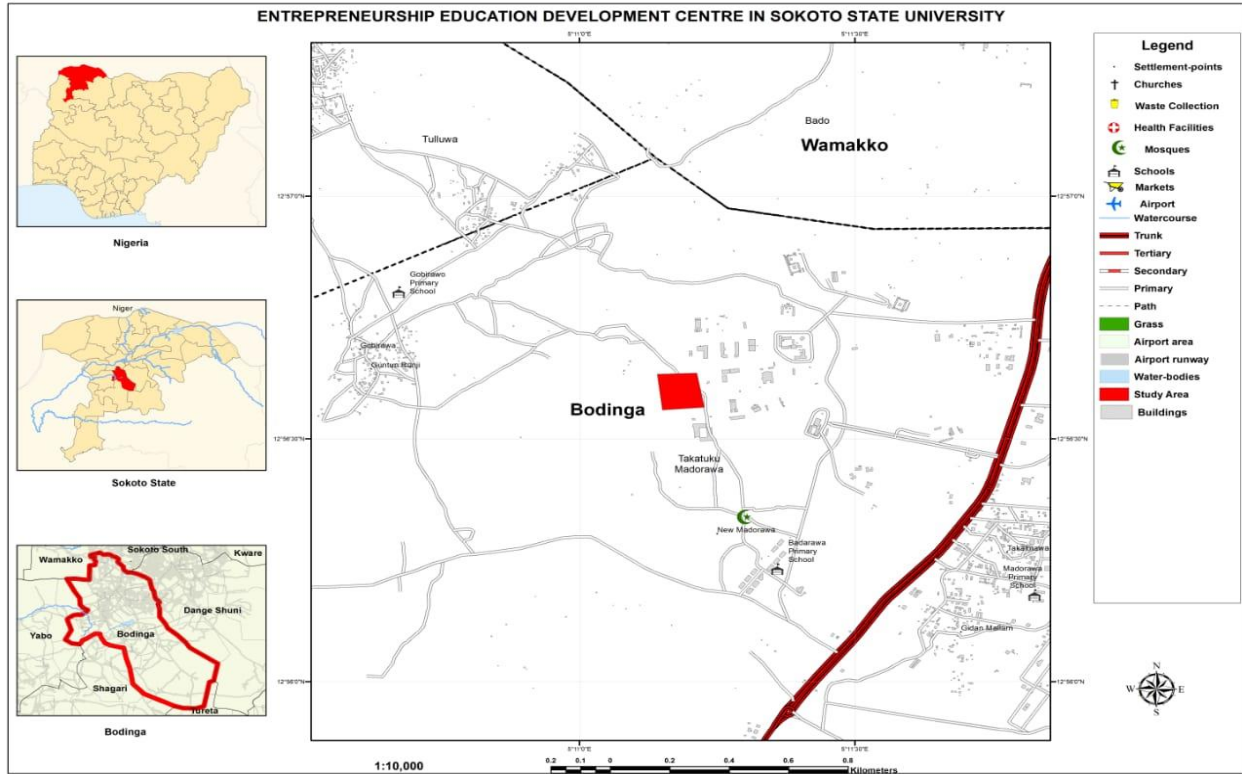 ENTREPRENEURSHIP EDUCATION DEVELOPMENT CENTRE IN SOKOTO STATE UNIVERSITY
Nigeria
Niger
Sokoto State
Wamakko
Sokoto South
Kware
Dange Shuni
Yabo
Bodinga
Shagari
Tureta
Bodinga
5°11'0"E
5°11'30"E
Tulluwa
Bado
Wamakko
12°57'0"N
12°57'0"N
Gobirawo
Primary
School
Gobirawa
Guntun Runji
Bodinga
12°56'30"N
12°56'30"N
Takatuku
Madorawa
New Madorawa
Badarawa
Primary
School
Takalmawa
Madorawa
Primary
School
Gidan Mallam
12°56'0"N
12°56'0"N
5°11'0"E
5°11'30"E
1:10,000
0.2 0.1 0 0.2 0.4 0.6 0.8
Kilometers
Legend
Settlement-points
Churches
Waste Collection
Health Facilities
Mosques
Schools
Markets
Airport
Watercourse
Trunk
Tertiary
Secondary
Primary
Path
Grass
Airport area
Airport runway
Water-bodies
Study Area
Buildings
N
W E
S